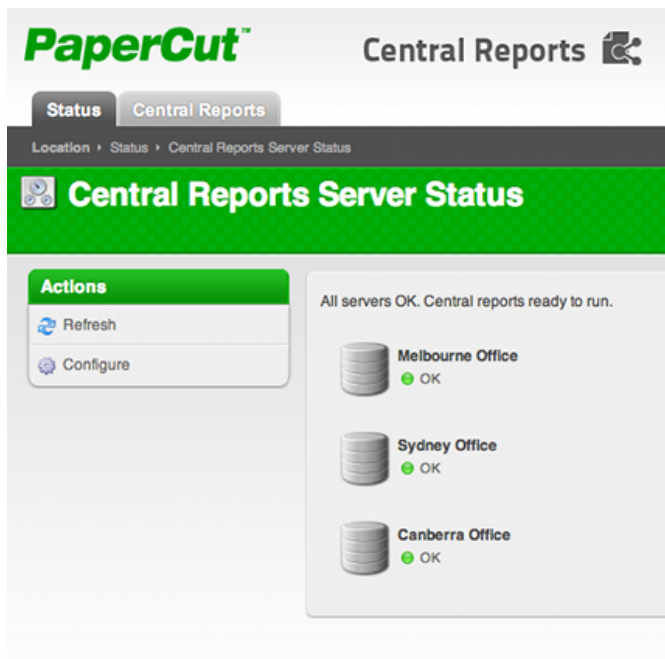 PaperCut™
Central Reports
Status
Central Reports
Location › Status › Central Reports Server Status
Central Reports Server Status
Actions
Refresh
Configure
All servers OK. Central reports ready to run.
Melbourne Office
OK
Sydney Office
OK
Canberra Office
OK